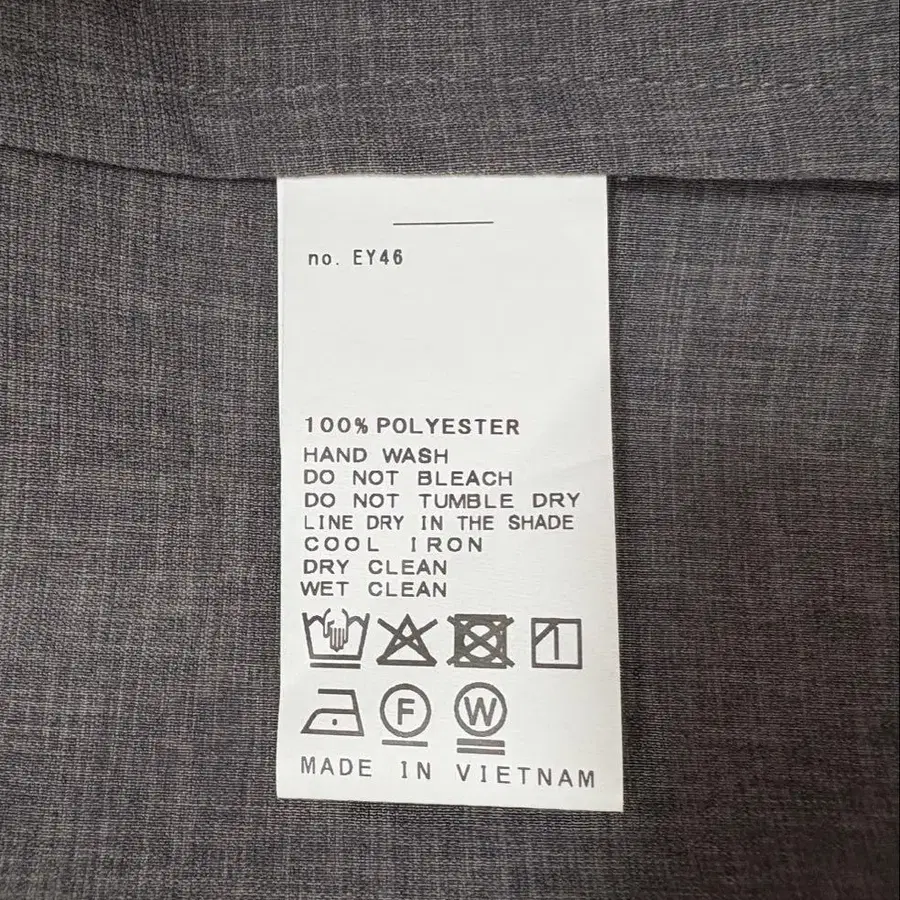 no. EY46
100% POLYESTER
HAND WASH
DO NOT BLEACH
DO NOT TUMBLE DRY
LINE DRY IN THE SHADE
COOL IRON
DRY CLEAN
WET CLEAN
F W
MADE IN VIETNAM